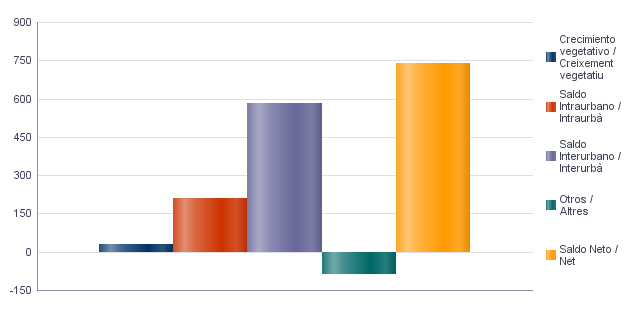 900
750
600
450
300
150
0
-150
Crecimiento
vegetativo /
Creixement
vegetatiu
Saldo
Intraurbano /
Intraurbà
Saldo
Interurbano /
Interurbà
Otros /
Altres
Saldo Neto /
Net